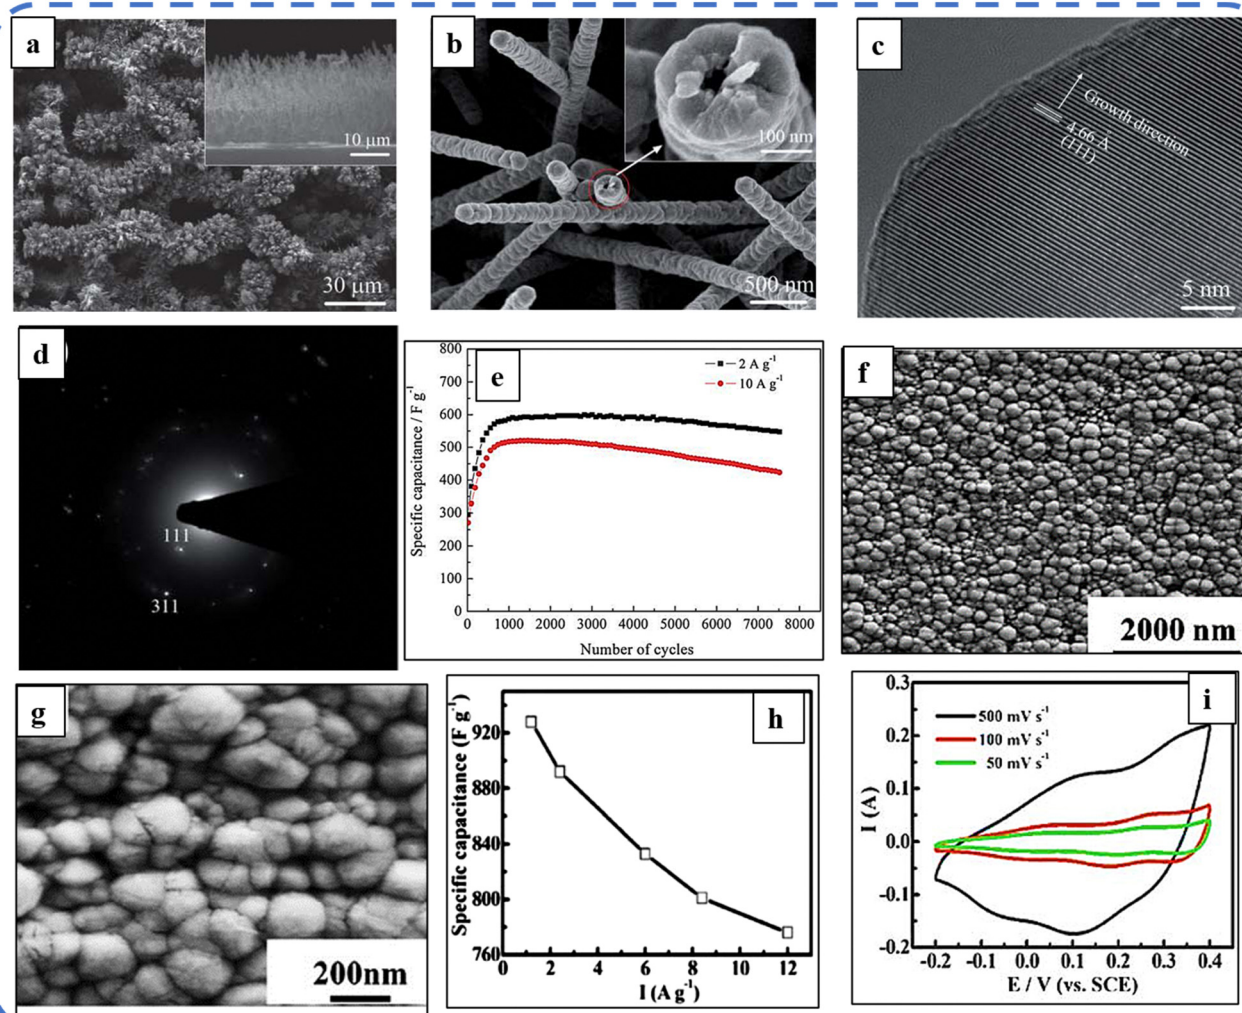 a
10 μm
30 μm
b
100 nm
500 nm
c
Growth direction
4.66 Å
(111)
5 nm
d
111
311
e
2 A g⁻¹
10 A g⁻¹
800
700
600
500
400
300
200
100
0
Specific capacitance / F g⁻¹
0 1000 2000 3000 4000 5000 6000 7000 8000
Number of cycles
f
2000 nm
g
200nm
h
920
880
840
800
760
Specific capacitance (F g⁻¹)
0 2 4 6 8 10 12
I (A g⁻¹)
i
500 mV s⁻¹
100 mV s⁻¹
50 mV s⁻¹
0.3
0.2
0.1
0.0
-0.1
-0.2
I (A)
-0.2 -0.1 0.0 0.1 0.2 0.3 0.4
E / V (vs. SCE)